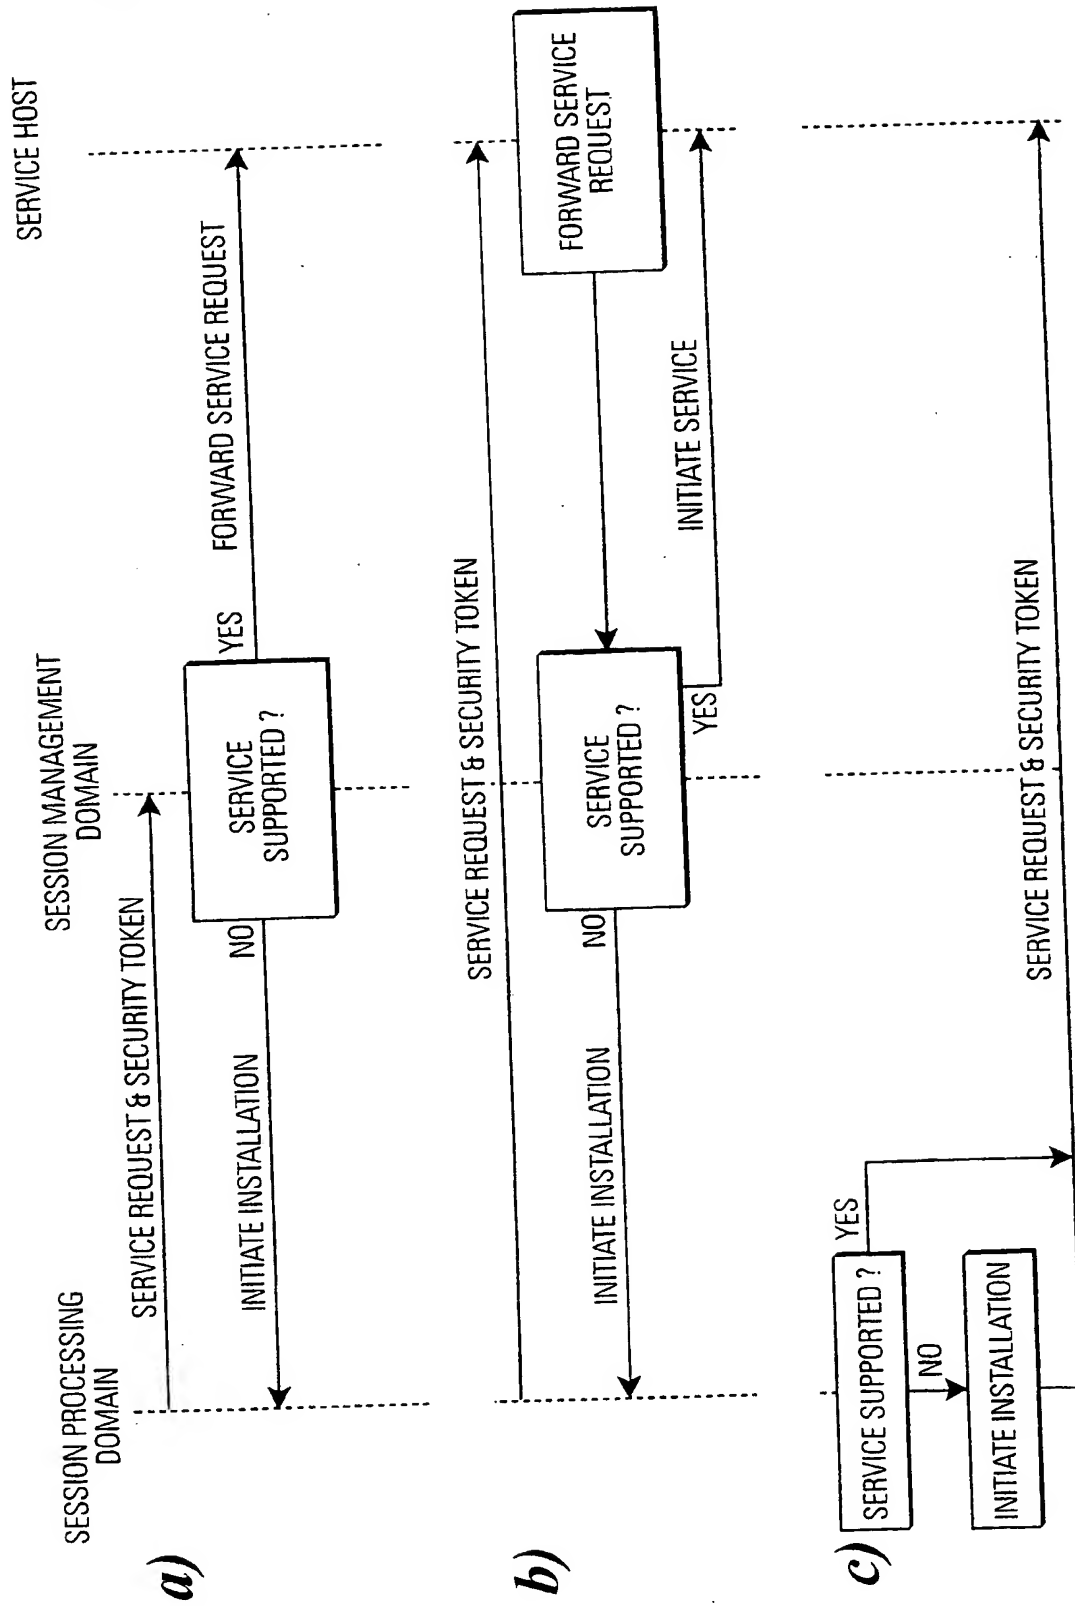 SESSION PROCESSING
DOMAIN
SESSION MANAGEMENT
DOMAIN
SERVICE HOST
a)
SERVICE REQUEST & SECURITY TOKEN
SERVICE
SUPPORTED ?
YES
FORWARD SERVICE REQUEST
NO
INITIATE INSTALLATION
b)
SERVICE REQUEST & SECURITY TOKEN
FORWARD SERVICE
REQUEST
SERVICE
SUPPORTED ?
NO
INITIATE INSTALLATION
YES
INITIATE SERVICE
c)
SERVICE SUPPORTED ?
YES
NO
INITIATE INSTALLATION
SERVICE REQUEST & SECURITY TOKEN